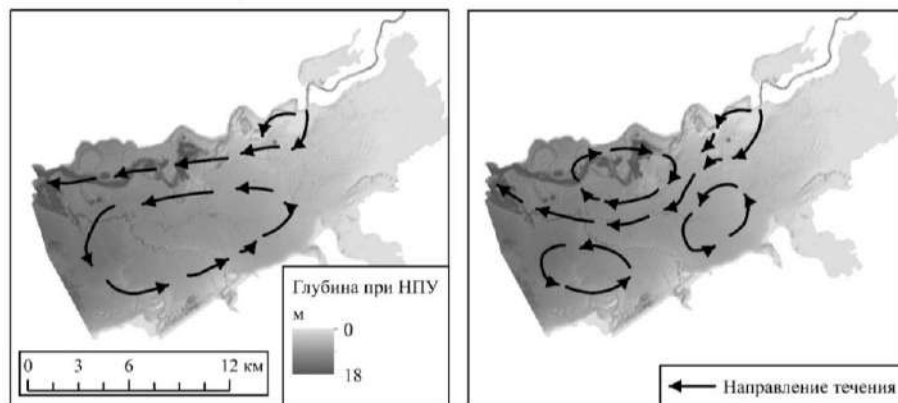 Глубина при НПУ
м
0
18
0 3 6 12 км
Направление течения